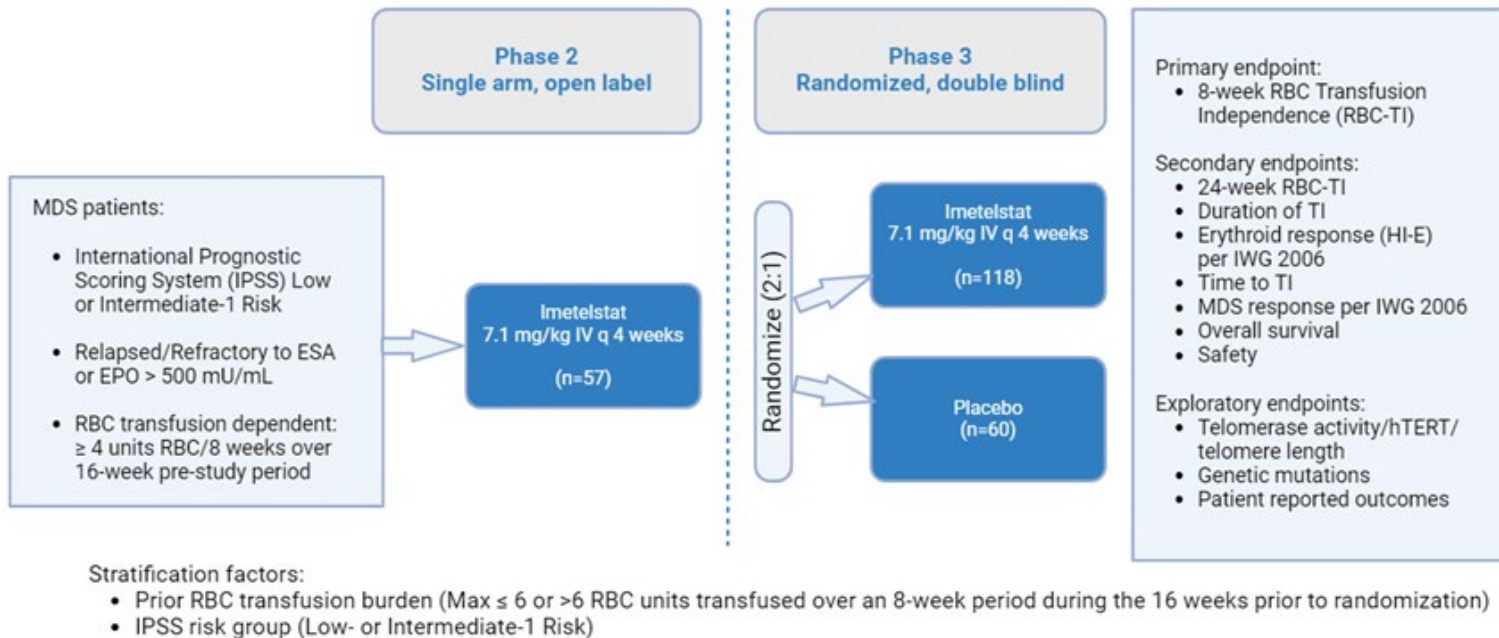 Phase 2
Single arm, open label
Phase 3
Randomized, double blind
MDS patients:
• International Prognostic
Scoring System (IPSS) Low
or Intermediate-1 Risk
• Relapsed/Refractory to ESA
or EPO > 500 mU/mL
• RBC transfusion dependent:
≥ 4 units RBC/8 weeks over
16-week pre-study period
Imetelstat
7.1 mg/kg IV q 4 weeks
(n=57)
Randomize (2:1)
Imetelstat
7.1 mg/kg IV q 4 weeks
(n=118)
Placebo
(n=60)
Primary endpoint:
• 8-week RBC Transfusion
Independence (RBC-TI)
Secondary endpoints:
• 24-week RBC-TI
• Duration of TI
• Erythroid response (HI-E)
per IWG 2006
• Time to TI
• MDS response per IWG 2006
• Overall survival
• Safety
Exploratory endpoints:
• Telomerase activity/hTERT/
telomere length
• Genetic mutations
• Patient reported outcomes
Stratification factors:
• Prior RBC transfusion burden (Max ≤ 6 or >6 RBC units transfused over an 8-week period during the 16 weeks prior to randomization)
• IPSS risk group (Low- or Intermediate-1 Risk)